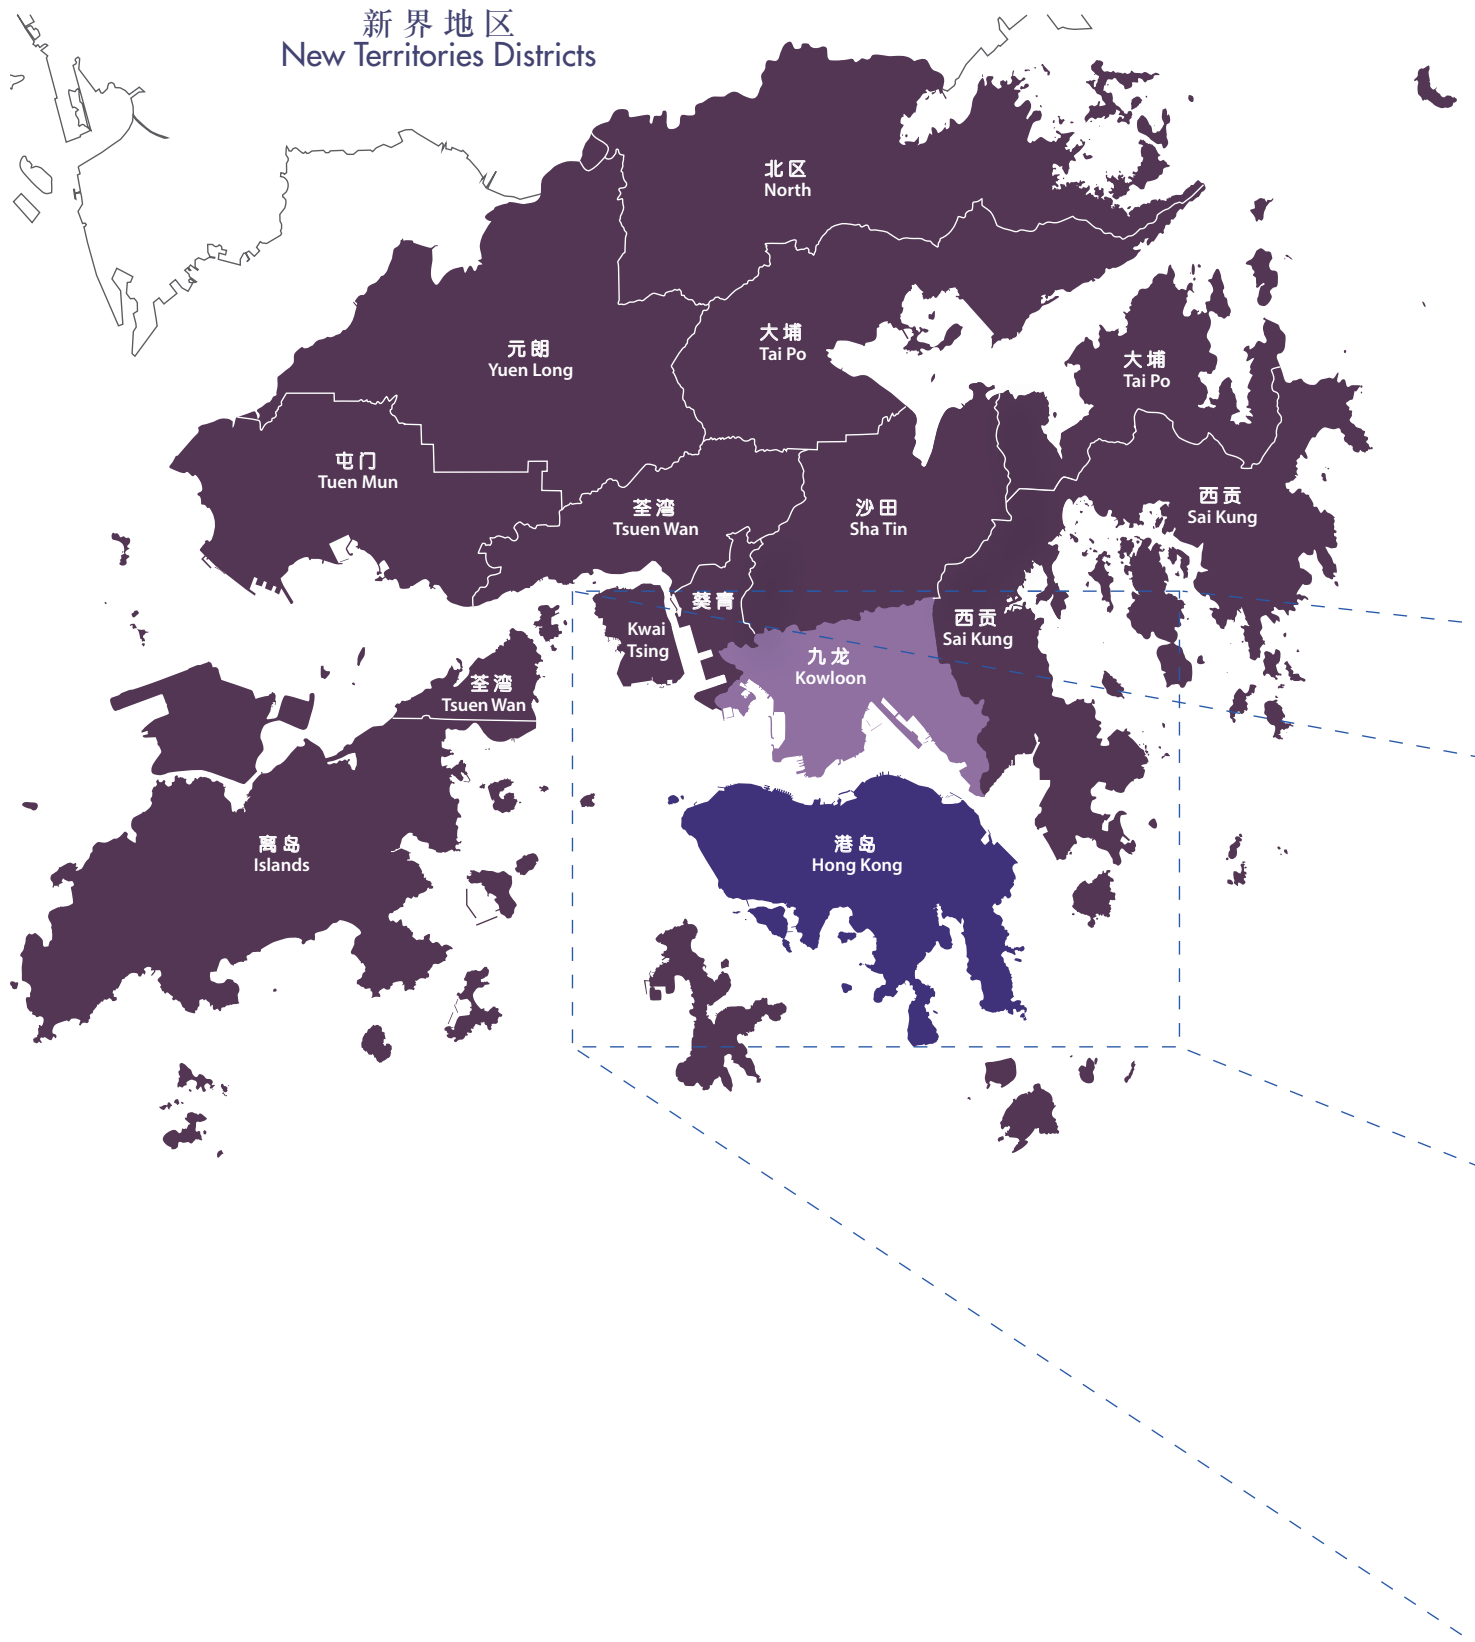 新界地区
New Territories Districts
北区
North
大埔
Tai Po
元朗
Yuen Long
大埔
Tai Po
屯门
Tuen Mun
荃湾
Tsuen Wan
沙田
Sha Tin
西贡
Sai Kung
葵青
Kwai
Tsing
西贡
Sai Kung
九龙
Kowloon
荃湾
Tsuen Wan
离岛
Islands
港岛
Hong Kong